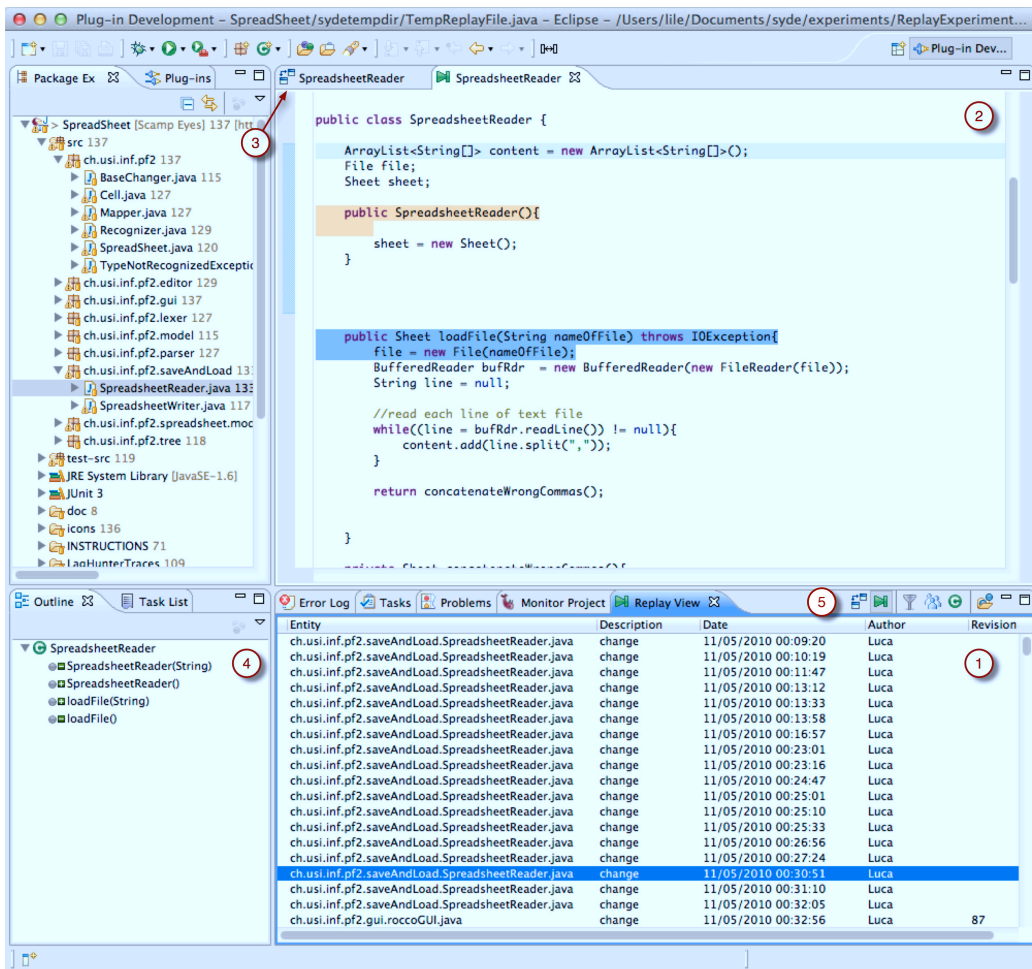 Plug-in Development – SpreadSheet/sydetempdir/TempReplayFile.java – Eclipse – /Users/lile/Documents/syde/experiments/ReplayExperiment...
Plug-in Dev...
Package Ex
Plug-ins
SpreadsheetReader
SpreadsheetReader
3
2
> SpreadSheet [Scamp Eyes] 137 [htt
src 137
ch.usi.inf.pf2 137
BaseChanger.java 115
Cell.java 127
Mapper.java 127
Recognizer.java 129
SpreadSheet.java 120
TypeNotRecognizedExceptio
ch.usi.inf.pf2.editor 129
ch.usi.inf.pf2.gui 137
ch.usi.inf.pf2.lexer 127
ch.usi.inf.pf2.model 115
ch.usi.inf.pf2.parser 127
ch.usi.inf.pf2.saveAndLoad 13
SpreadsheetReader.java 133
SpreadsheetWriter.java 117
ch.usi.inf.pf2.spreadsheet.moc
ch.usi.inf.pf2.tree 118
test-src 119
JRE System Library [JavaSE-1.6]
JUnit 3
doc 8
icons 136
INSTRUCTIONS 71
LagHunterTraces 109
public class SpreadsheetReader {
ArrayList<String[]> content = new ArrayList<String[]>();
File file;
Sheet sheet;
public SpreadsheetReader(){
sheet = new Sheet();
}
public Sheet loadFile(String nameOfFile) throws IOException{
file = new File(nameOfFile);
BufferedReader bufRdr  = new BufferedReader(new FileReader(file));
String line = null;
//read each line of text file
while((line = bufRdr.readLine()) != null){
content.add(line.split(","));
}
return concatenateWrongCommas();
}
private Sheet concatenateWrongCommas(){
Outline
Task List
4
SpreadsheetReader
SpreadsheetReader(String)
SpreadsheetReader()
loadFile(String)
loadFile()
Error Log
Tasks
Problems
Monitor Project
Replay View
5
1
Entity Description Date Author Revision
ch.usi.inf.pf2.saveAndLoad.SpreadsheetReader.java change 11/05/2010 00:09:20 Luca
ch.usi.inf.pf2.saveAndLoad.SpreadsheetReader.java change 11/05/2010 00:10:19 Luca
ch.usi.inf.pf2.saveAndLoad.SpreadsheetReader.java change 11/05/2010 00:11:47 Luca
ch.usi.inf.pf2.saveAndLoad.SpreadsheetReader.java change 11/05/2010 00:13:12 Luca
ch.usi.inf.pf2.saveAndLoad.SpreadsheetReader.java change 11/05/2010 00:13:33 Luca
ch.usi.inf.pf2.saveAndLoad.SpreadsheetReader.java change 11/05/2010 00:13:58 Luca
ch.usi.inf.pf2.saveAndLoad.SpreadsheetReader.java change 11/05/2010 00:16:57 Luca
ch.usi.inf.pf2.saveAndLoad.SpreadsheetReader.java change 11/05/2010 00:23:01 Luca
ch.usi.inf.pf2.saveAndLoad.SpreadsheetReader.java change 11/05/2010 00:23:16 Luca
ch.usi.inf.pf2.saveAndLoad.SpreadsheetReader.java change 11/05/2010 00:24:47 Luca
ch.usi.inf.pf2.saveAndLoad.SpreadsheetReader.java change 11/05/2010 00:25:01 Luca
ch.usi.inf.pf2.saveAndLoad.SpreadsheetReader.java change 11/05/2010 00:25:10 Luca
ch.usi.inf.pf2.saveAndLoad.SpreadsheetReader.java change 11/05/2010 00:25:33 Luca
ch.usi.inf.pf2.saveAndLoad.SpreadsheetReader.java change 11/05/2010 00:26:56 Luca
ch.usi.inf.pf2.saveAndLoad.SpreadsheetReader.java change 11/05/2010 00:27:24 Luca
ch.usi.inf.pf2.saveAndLoad.SpreadsheetReader.java change 11/05/2010 00:30:51 Luca
ch.usi.inf.pf2.saveAndLoad.SpreadsheetReader.java change 11/05/2010 00:31:10 Luca
ch.usi.inf.pf2.saveAndLoad.SpreadsheetReader.java change 11/05/2010 00:32:05 Luca
ch.usi.inf.pf2.gui.roccoGUI.java change 11/05/2010 00:32:56 Luca 87